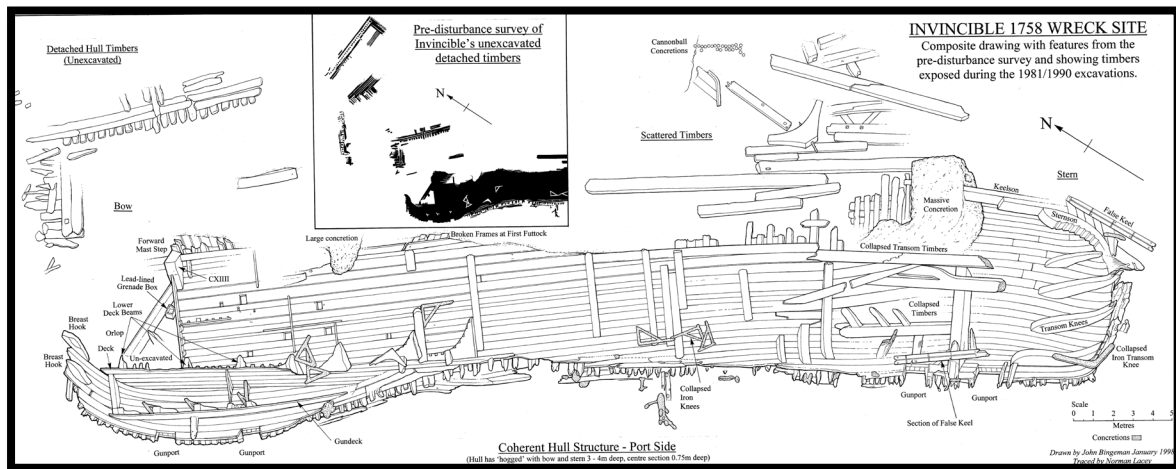 Detached Hull Timbers
(Unexcavated)
Pre-disturbance survey of
Invincible's unexcavated
detached timbers
N
INVINCIBLE 1758 WRECK SITE
Composite drawing with features from the
pre-disturbance survey and showing timbers
exposed during the 1981/1990 excavations.
Cannonball
Concretions
N
Scattered Timbers
Stern
Bow
Massive
Concretion
Keelson
Sternson
False Keel
Forward
Mast Step
Large concretion
Broken Frames at First Futtock
Collapsed Transom Timbers
CXIIII
Lead-lined
Grenade Box
Lower
Deck Beams
Breast
Hook
Orlop
Deck
Breast
Hook
Un-excavated
Collapsed
Timbers
Transom Knees
Collapsed
Iron Transom
Knee
Collapsed
Iron
Knees
Gunport
Gunport
Section of False Keel
Gundeck
Gunport
Gunport
Scale
0 1 2 3 4 5
Metres
Concretions
Coherent Hull Structure - Port Side
(Hull has 'hogged' with bow and stern 3 - 4m deep, centre section 0.75m deep)
Drawn by John Bingeman January
Traced by Norman Lacey